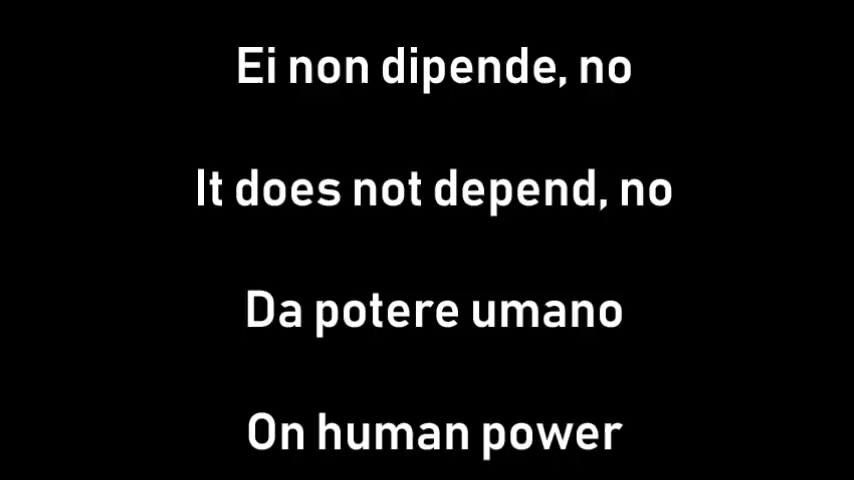 Ei non dipende, no
It does not depend, no
Da potere umano
On human power